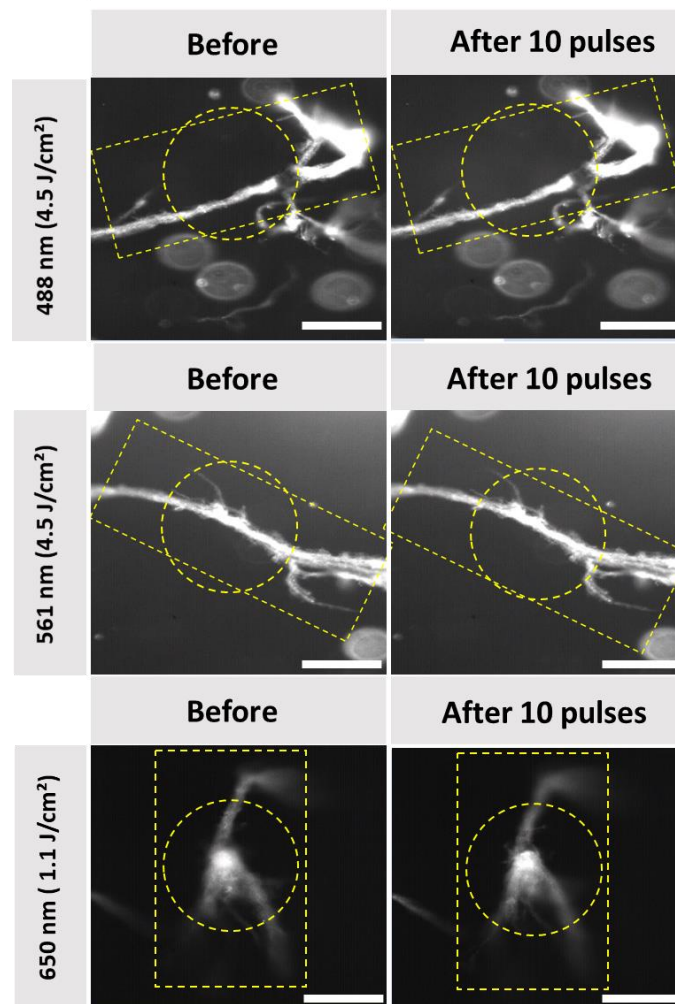 Before
After 10 pulses
488 nm (4.5 J/cm²)
Before
After 10 pulses
561 nm (4.5 J/cm²)
Before
After 10 pulses
650 nm ( 1.1 J/cm²)